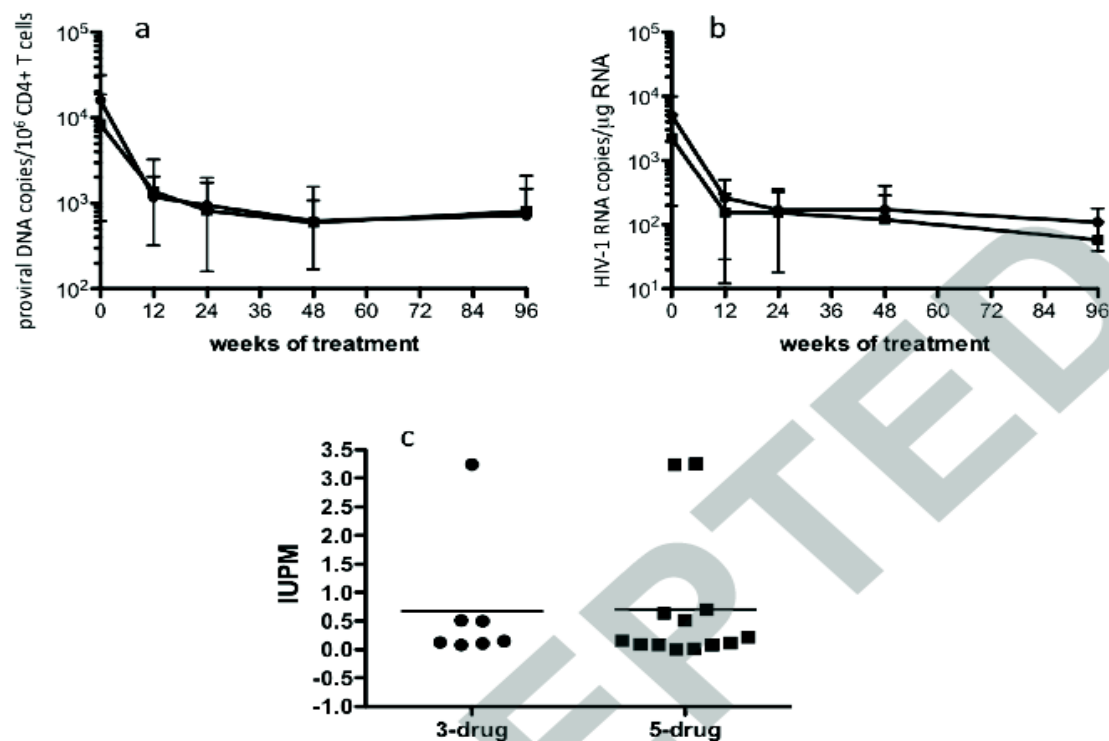 a
proviral DNA copies/10⁶ CD4+ T cells
10⁵
10⁴
10³
10²
0 12 24 36 48 60 72 84 96
weeks of treatment
b
HIV-1 RNA copies/μg RNA
10⁵
10⁴
10³
10²
10¹
0 12 24 36 48 60 72 84 96
weeks of treatment
c
IUPM
3.5
3.0
2.5
2.0
1.5
1.0
0.5
0.0
-0.5
-1.0
3-drug 5-drug
EPTED